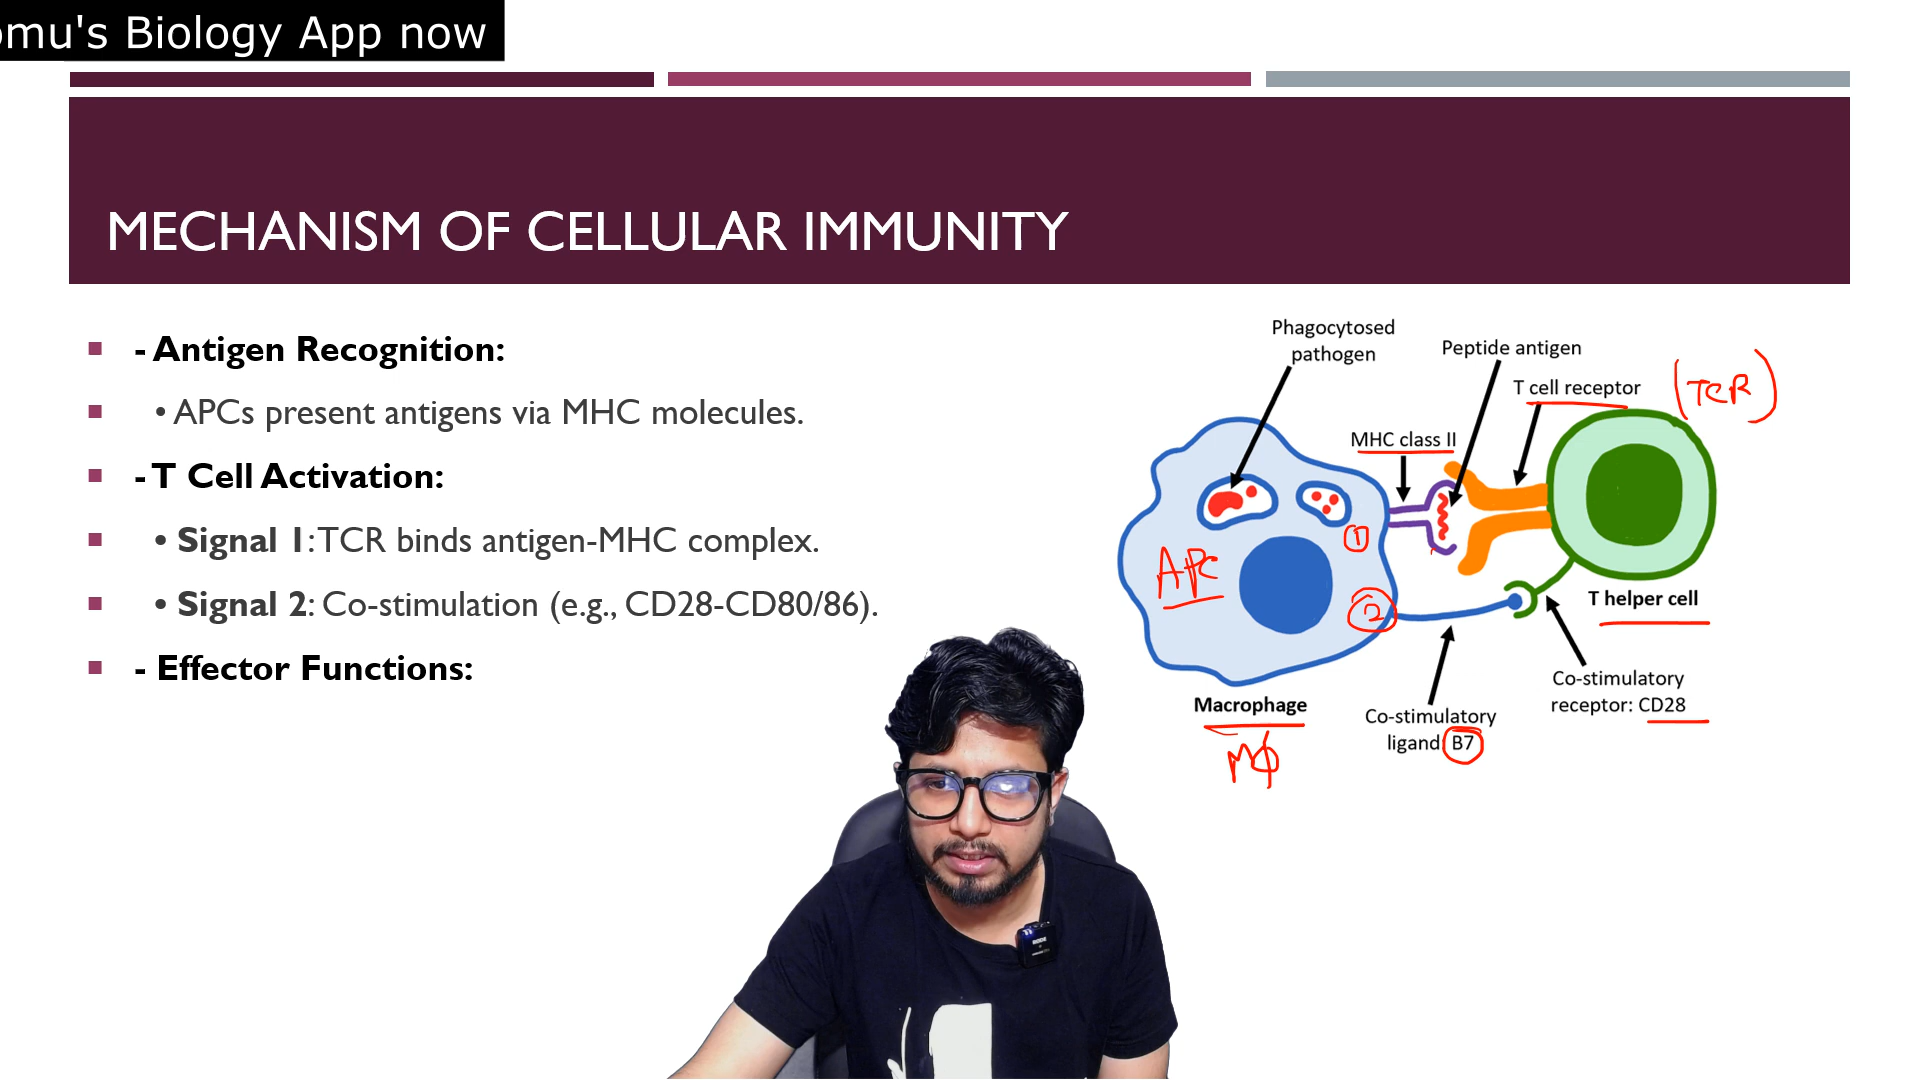 omu's Biology App now
MECHANISM OF CELLULAR IMMUNITY
- Antigen Recognition:
• APCs present antigens via MHC molecules.
- T Cell Activation:
• Signal 1: TCR binds antigen-MHC complex.
• Signal 2: Co-stimulation (e.g., CD28-CD80/86).
- Effector Functions:
Phagocytosed
pathogen
Peptide antigen
T cell receptor
(TCR)
MHC class II
1
APC
2
T helper cell
Macrophage
Mφ
Co-stimulatory
ligand B7
Co-stimulatory
receptor: CD28
RODE